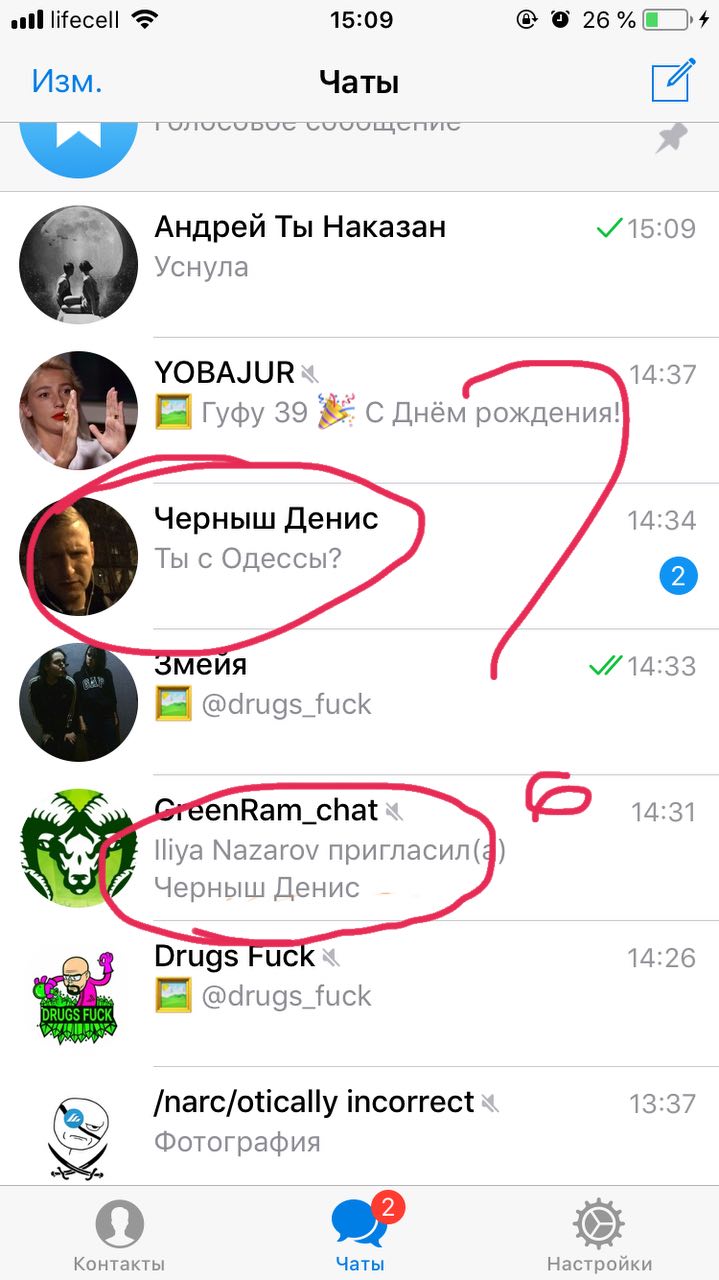 lifecell 15:09 26 %
Изм. Чаты
Голосовое сообщение
Андрей Ты Наказан 15:09
Уснула
YOBAJUR 14:37
Гуфу 39 🎉 С Днём рождения!
Черныш Денис 14:34
Ты с Одессы? 2
Змейя 14:33
@drugs_fuck
GreenRam_chat 14:31
Iliya Nazarov пригласил(а)
Черныш Денис
Drugs Fuck 14:26
@drugs_fuck
DRUGS FUCK
/narc/otically incorrect 13:37
Фотография
2
Контакты Чаты Настройки